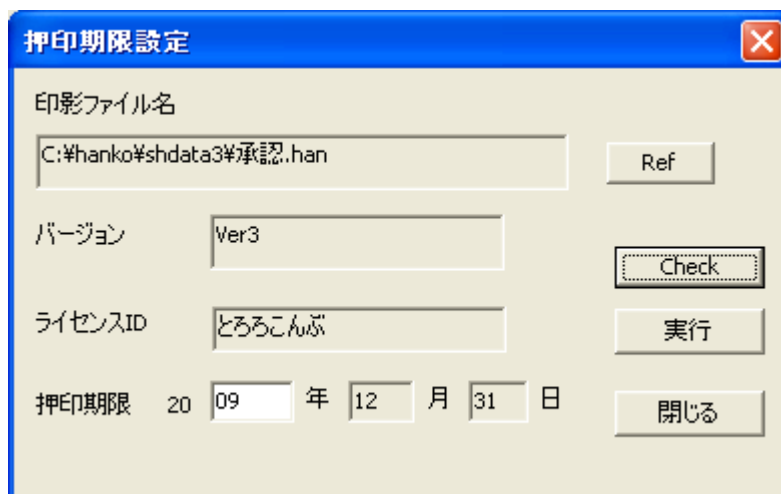 押印期限設定
印影ファイル名
C:¥hanko¥shdata3¥承認.han
Ref
バージョン
Ver3
Check
ライセンスID
とろろこんぶ
実行
押印期限 20 09 年 12 月 31 日
閉じる